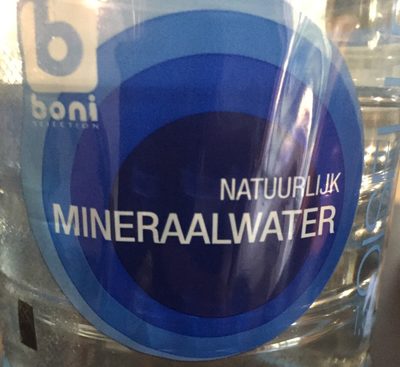 boni
SELECTION
NATUURLIJK
MINERAALWATER